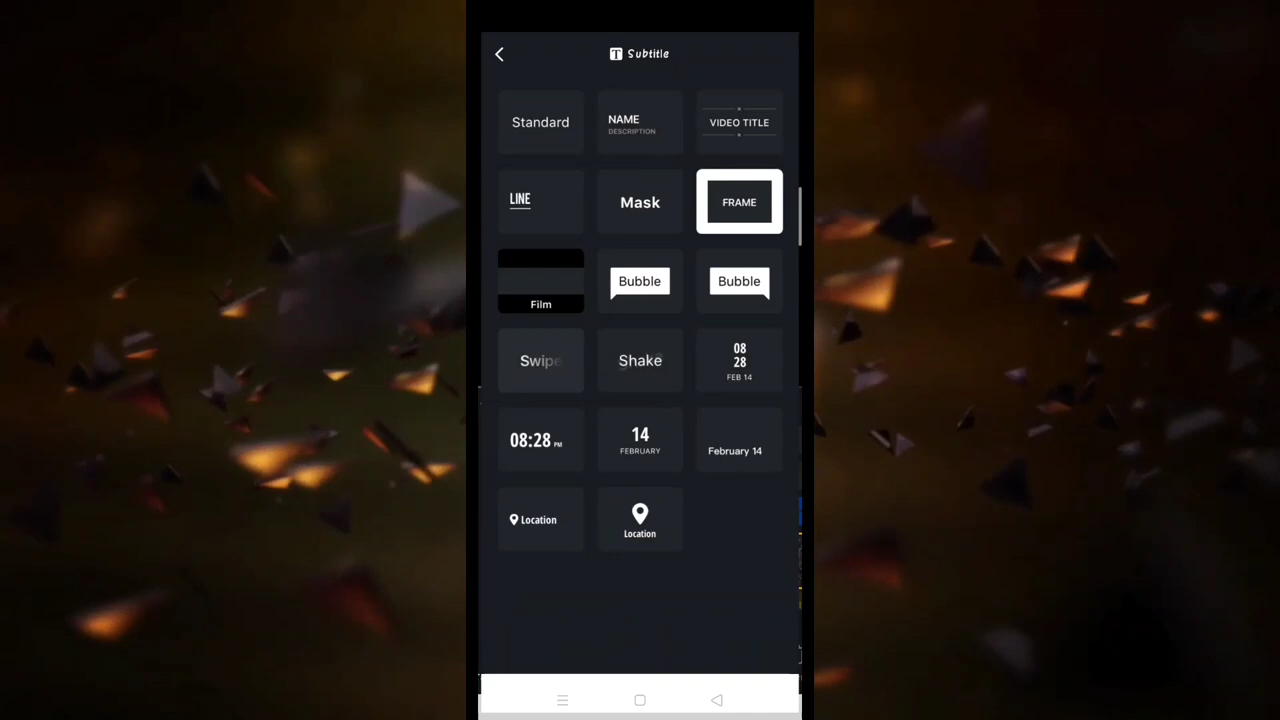 T Subtitle
Standard
NAME
DESCRIPTION
VIDEO TITLE
LINE
Mask
FRAME
Film
Bubble
Bubble
Swipe
Shake
08
28
FEB 14
08:28 PM
14
FEBRUARY
February 14
Location
Location